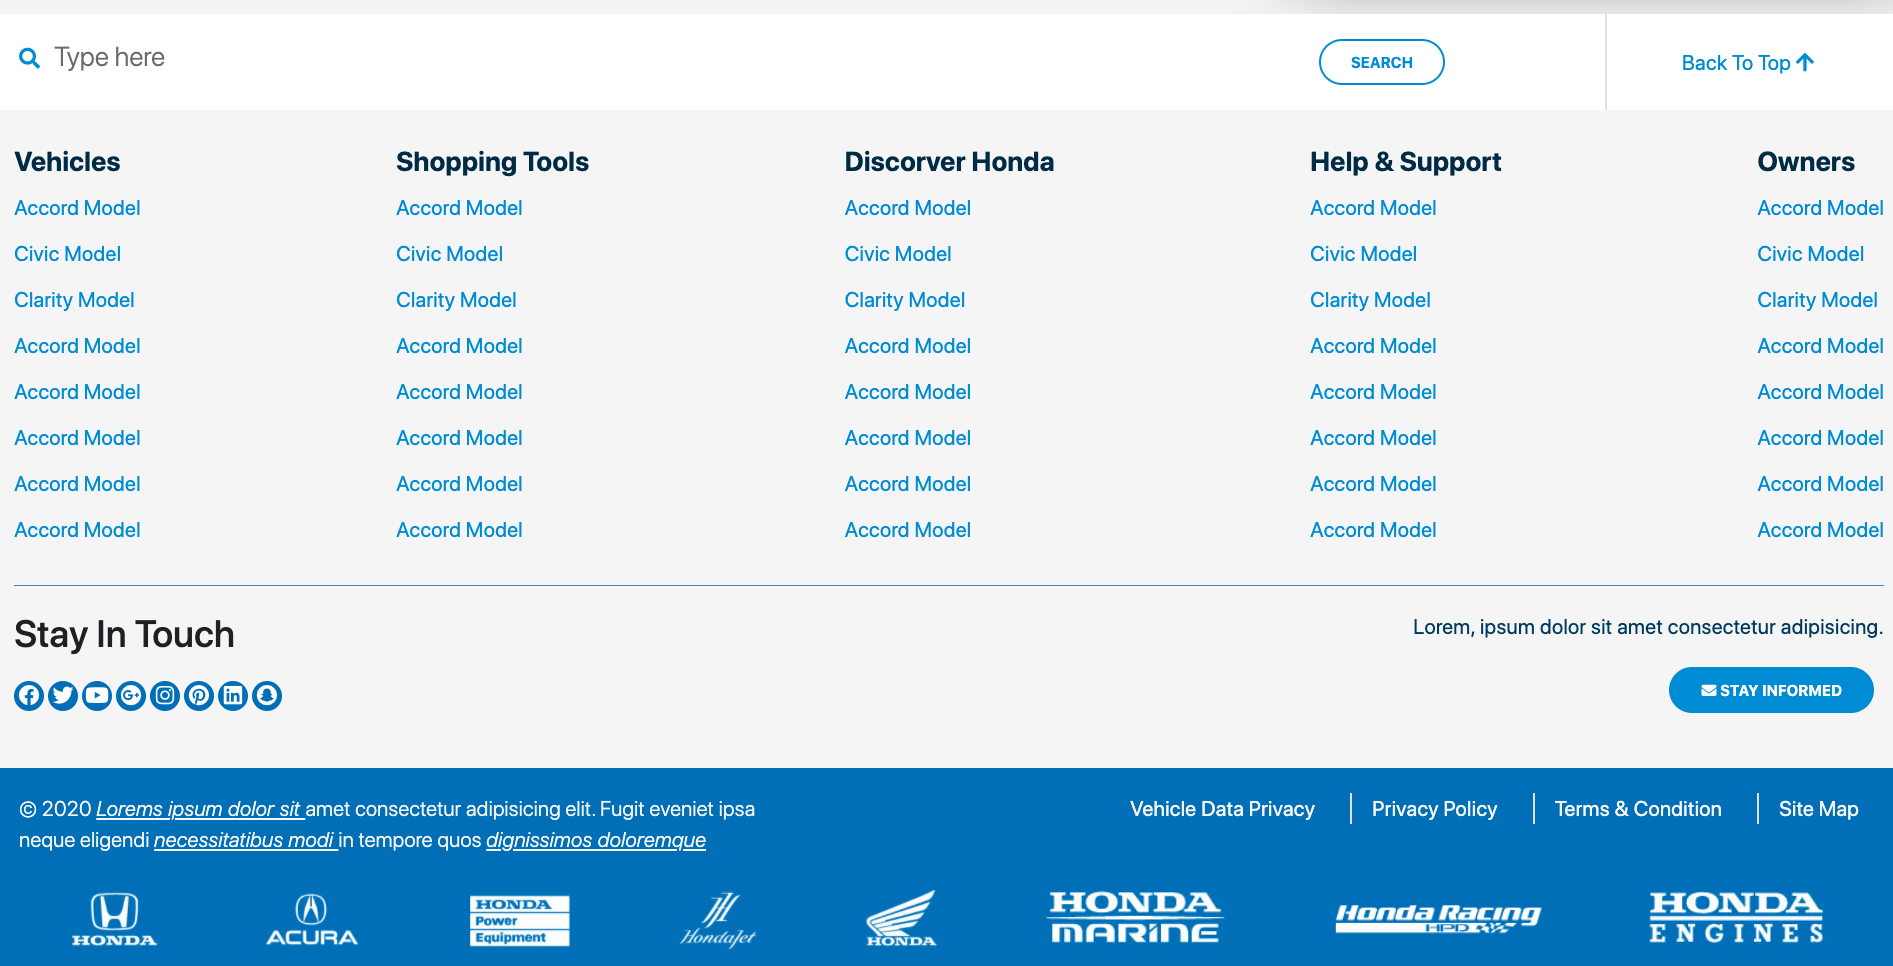 Type here
SEARCH
Back To Top
Vehicles
Accord Model
Civic Model
Clarity Model
Accord Model
Accord Model
Accord Model
Accord Model
Accord Model
Shopping Tools
Accord Model
Civic Model
Clarity Model
Accord Model
Accord Model
Accord Model
Accord Model
Accord Model
Discorver Honda
Accord Model
Civic Model
Clarity Model
Accord Model
Accord Model
Accord Model
Accord Model
Accord Model
Help & Support
Accord Model
Civic Model
Clarity Model
Accord Model
Accord Model
Accord Model
Accord Model
Accord Model
Owners
Accord Model
Civic Model
Clarity Model
Accord Model
Accord Model
Accord Model
Accord Model
Accord Model
Stay In Touch
Lorem, ipsum dolor sit amet consectetur adipisicing.
STAY INFORMED
© 2020 Lorems ipsum dolor sit amet consectetur adipisicing elit. Fugit eveniet ipsa
neque eligendi necessitatibus modi in tempore quos dignissimos doloremque
Vehicle Data Privacy
Privacy Policy
Terms & Condition
Site Map
HONDA
ACURA
HONDA
Power
Equipment
HondaJet
HONDA
HONDA
MARINE
Honda Racing
HPD
HONDA
ENGINES